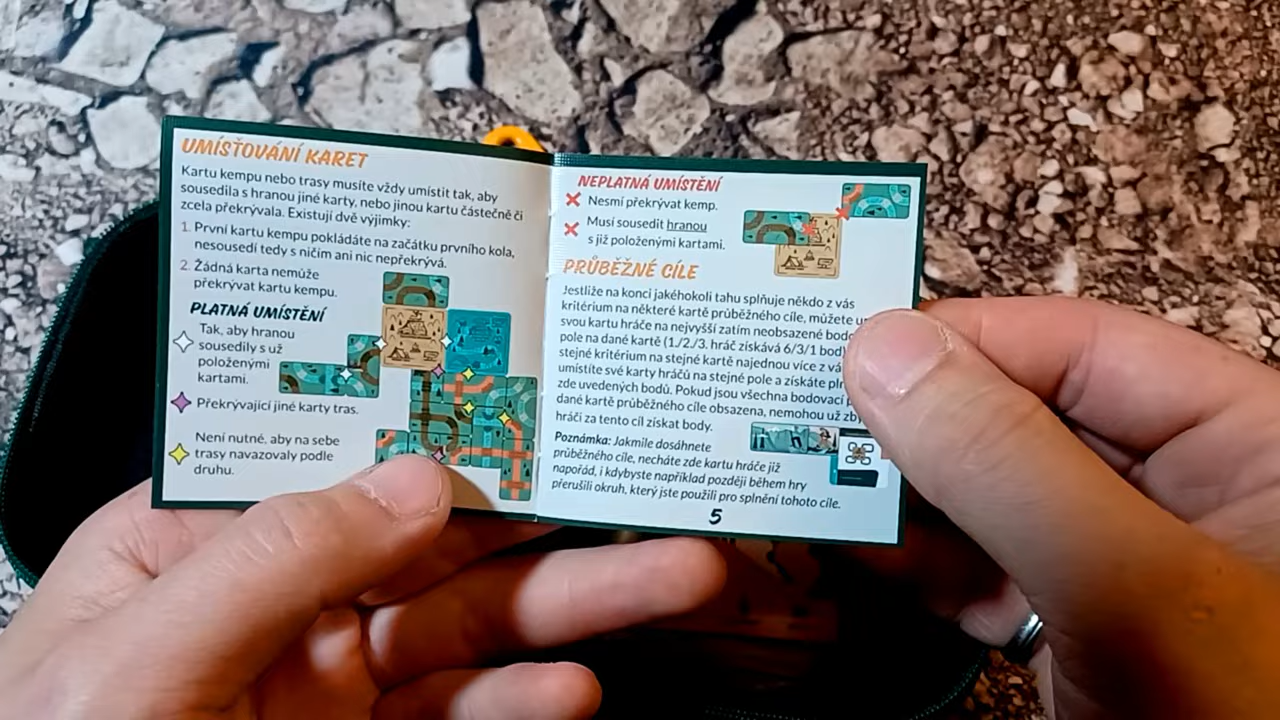 UMÍSŤOVÁNÍ KARET
Kartu kempu nebo trasy musíte vždy umístit tak, aby
sousedila s hranou jiné karty, nebo jinou kartu částečně či
zcela překrývala. Existují dvě výjimky:
1. První kartu kempu pokládáte na začátku prvního kola,
nesousedí tedy s ničím ani nic nepřekrývá.
2. Žádná karta nemůže
překrývat kartu kempu.
PLATNÁ UMÍSTĚNÍ
Tak, aby hranou
sousedily s už
položenými
kartami.
Překrývající jiné karty tras.
Není nutné, aby na sebe
trasy navazovaly podle
druhu.
NEPLATNÁ UMÍSTĚNÍ
Nesmí překrývat kemp.
Musí sousedit hranou
s již položenými kartami.
PRŮBĚŽNÉ CÍLE
Jestliže na konci jakéhokoli tahu splňuje někdo z vás
kritérium na některé kartě průběžného cíle, můžete
svou kartu hráče na nejvyšší zatím neobsazené
pole na dané kartě (1./2./3. hráč získává 6/3/1
stejné kritérium na stejné kartě najednou více z
umístíte své karty hráčů na stejné pole a získáte
zde uvedených bodů. Pokud jsou všechna bodovací
dané kartě průběžného cíle obsazena, nemohou už
hráči za tento cíl získat body.
Poznámka: Jakmile dosáhnete
průběžného cíle, necháte zde kartu hráče již
napořád, i kdybyste například později během hry
přerušili okruh, který jste použili pro splnění tohoto cíle.
5